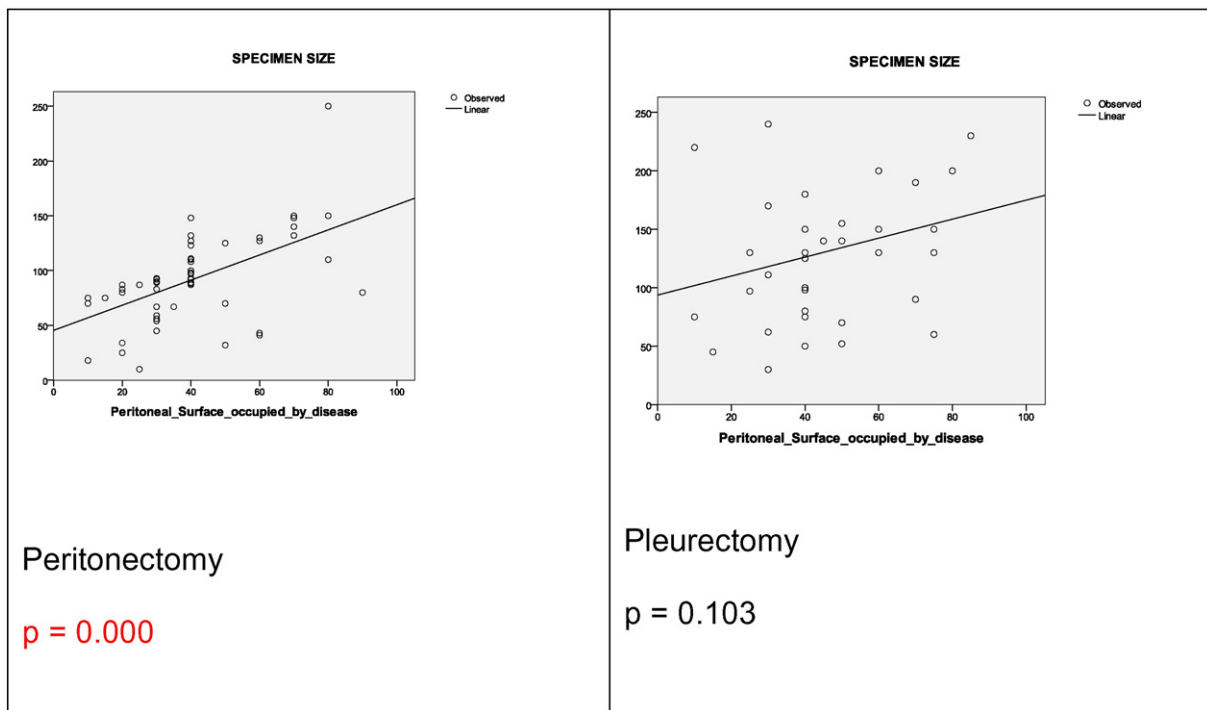 SPECIMEN SIZE
Observed
Linear
250
200
150
100
50
0
0 20 40 60 80 100
Peritoneal_Surface_occupied_by_disease
Peritonectomy
p = 0.000
SPECIMEN SIZE
Observed
Linear
250
200
150
100
50
0
0 20 40 60 80 100
Peritoneal_Surface_occupied_by_disease
Pleurectomy
p = 0.103